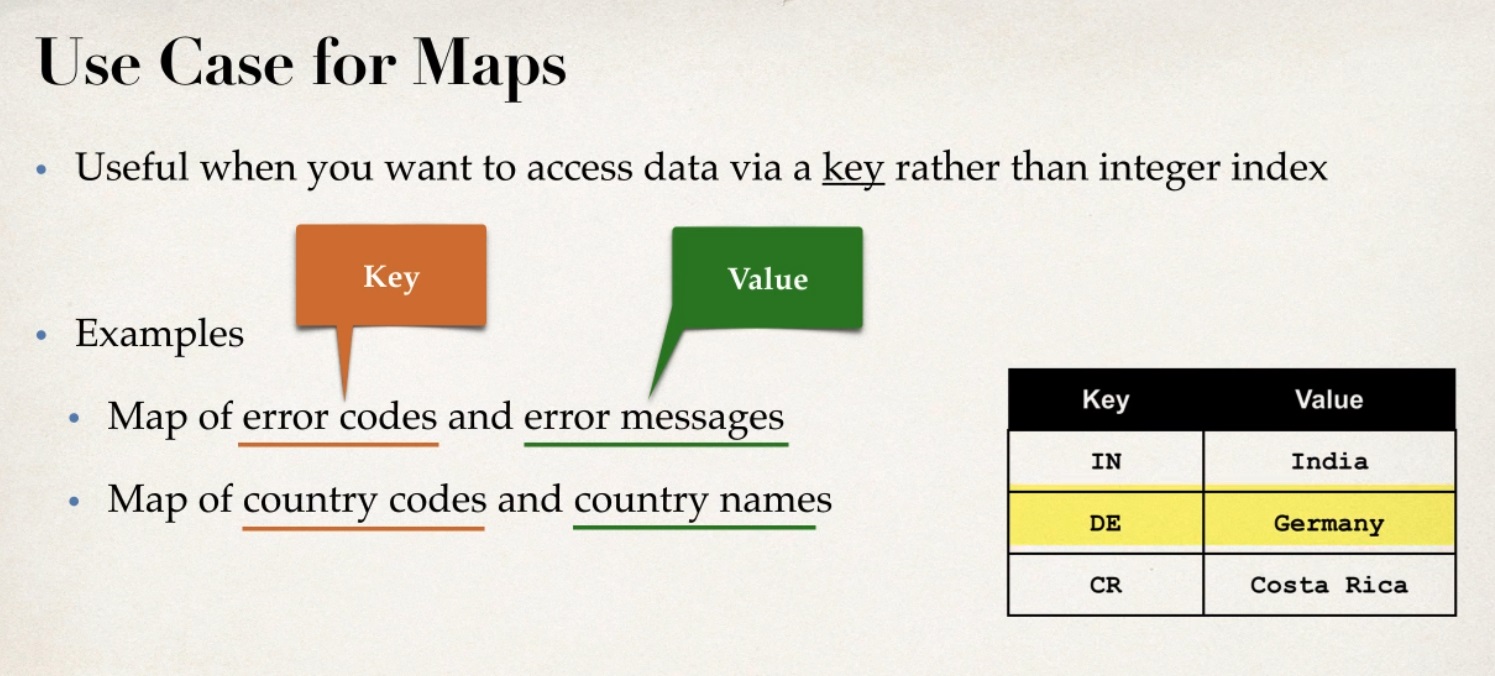 Use Case for Maps
• Useful when you want to access data via a key rather than integer index
Key
Value
• Examples
• Map of error codes and error messages
• Map of country codes and country names
Key Value
IN India
DE Germany
CR Costa Rica